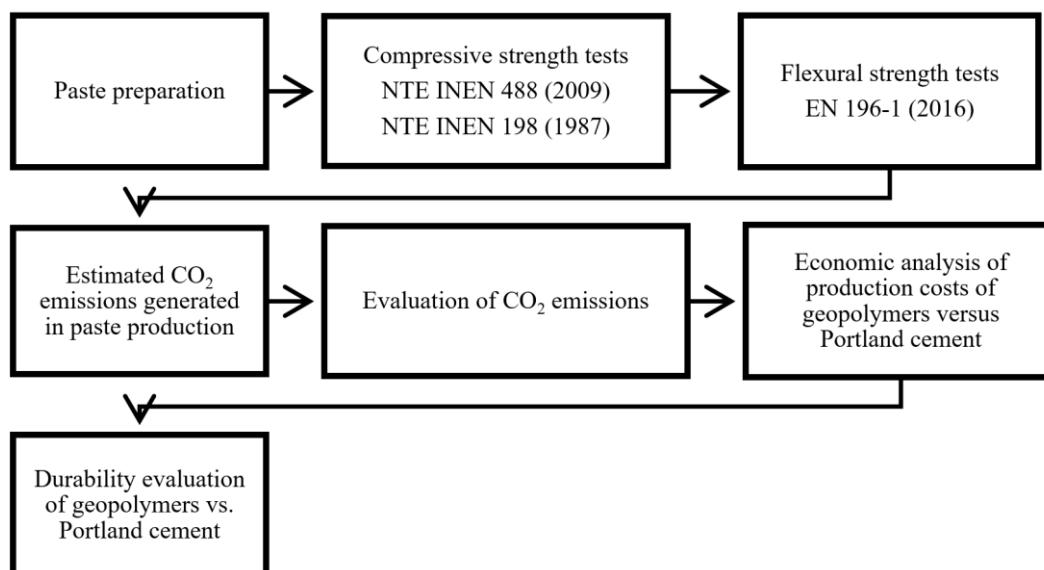 Paste preparation
Compressive strength tests
NTE INEN 488 (2009)
NTE INEN 198 (1987)
Flexural strength tests
EN 196-1 (2016)
Estimated CO₂
emissions generated
in paste production
Evaluation of CO₂ emissions
Economic analysis of
production costs of
geopolymers versus
Portland cement
Durability evaluation
of geopolymers vs.
Portland cement